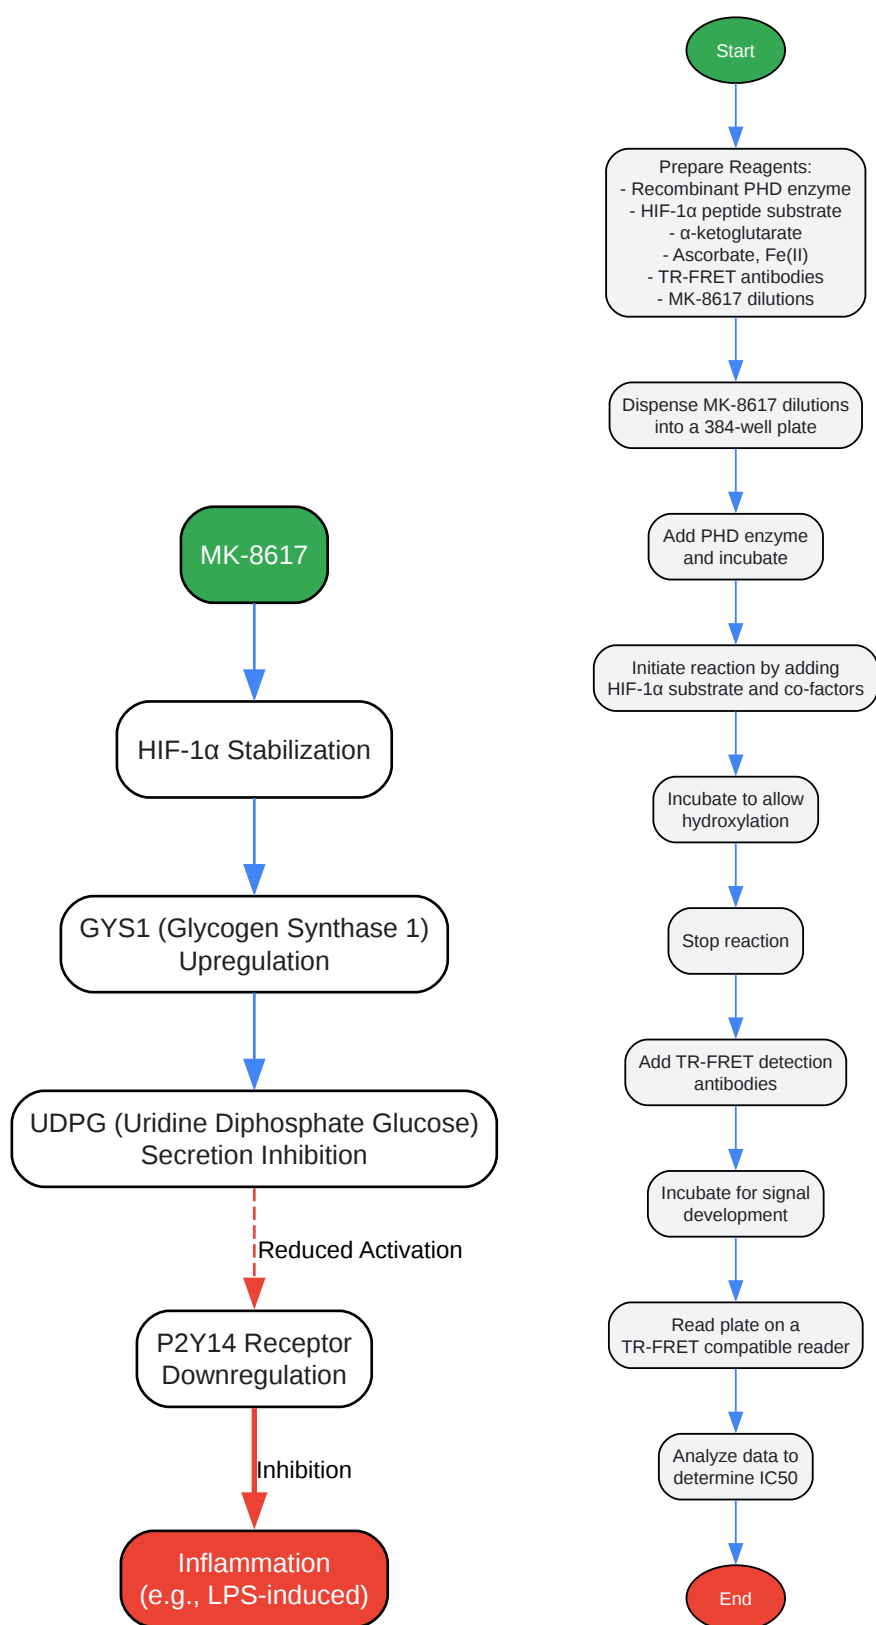 MK-8617
HIF-1α Stabilization
GYS1 (Glycogen Synthase 1)
Upregulation
UDPG (Uridine Diphosphate Glucose)
Secretion Inhibition
Reduced Activation
P2Y14 Receptor
Downregulation
Inhibition
Inflammation
(e.g., LPS-induced)
Start
Prepare Reagents:
- Recombinant PHD enzyme
- HIF-1α peptide substrate
- α-ketoglutarate
- Ascorbate, Fe(II)
- TR-FRET antibodies
- MK-8617 dilutions
Dispense MK-8617 dilutions
into a 384-well plate
Add PHD enzyme
and incubate
Initiate reaction by adding
HIF-1α substrate and co-factors
Incubate to allow
hydroxylation
Stop reaction
Add TR-FRET detection
antibodies
Incubate for signal
development
Read plate on a
TR-FRET compatible reader
Analyze data to
determine IC50
End